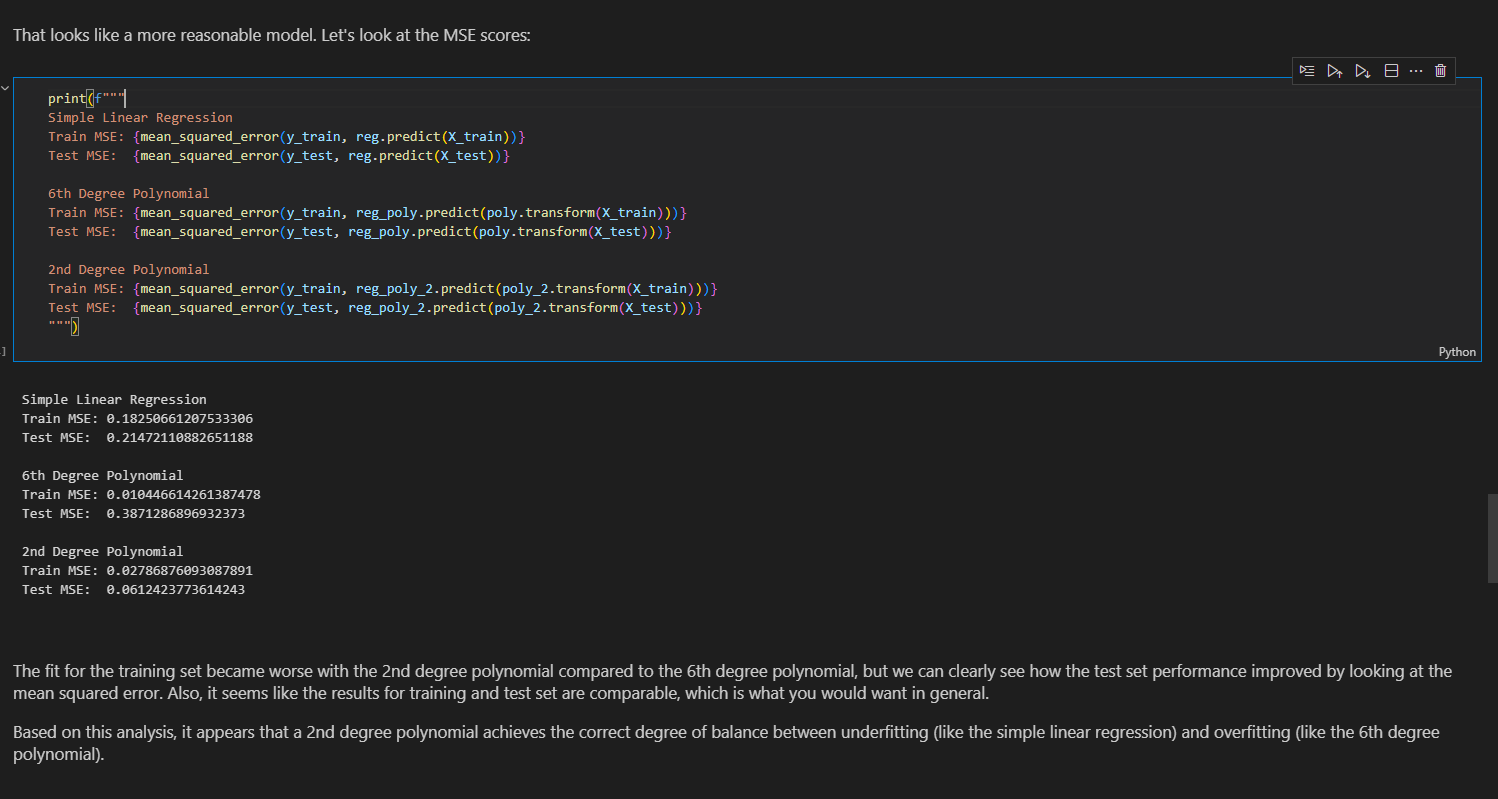 That looks like a more reasonable model. Let's look at the MSE scores:
print(f"""
Simple Linear Regression
Train MSE: {mean_squared_error(y_train, reg.predict(X_train))}
Test MSE:  {mean_squared_error(y_test, reg.predict(X_test))}
6th Degree Polynomial
Train MSE: {mean_squared_error(y_train, reg_poly.predict(poly.transform(X_train)))}
Test MSE:  {mean_squared_error(y_test, reg_poly.predict(poly.transform(X_test)))}
2nd Degree Polynomial
Train MSE: {mean_squared_error(y_train, reg_poly_2.predict(poly_2.transform(X_train)))}
Test MSE:  {mean_squared_error(y_test, reg_poly_2.predict(poly_2.transform(X_test)))}
""")
Python
Simple Linear Regression
Train MSE: 0.18250661207533306
Test MSE:  0.21472110882651188
6th Degree Polynomial
Train MSE: 0.010446614261387478
Test MSE:  0.3871286896932373
2nd Degree Polynomial
Train MSE: 0.02786876093087891
Test MSE:  0.0612423773614243
The fit for the training set became worse with the 2nd degree polynomial compared to the 6th degree polynomial, but we can clearly see how the test set performance improved by looking at the
mean squared error. Also, it seems like the results for training and test set are comparable, which is what you would want in general.
Based on this analysis, it appears that a 2nd degree polynomial achieves the correct degree of balance between underfitting (like the simple linear regression) and overfitting (like the 6th degree
polynomial).